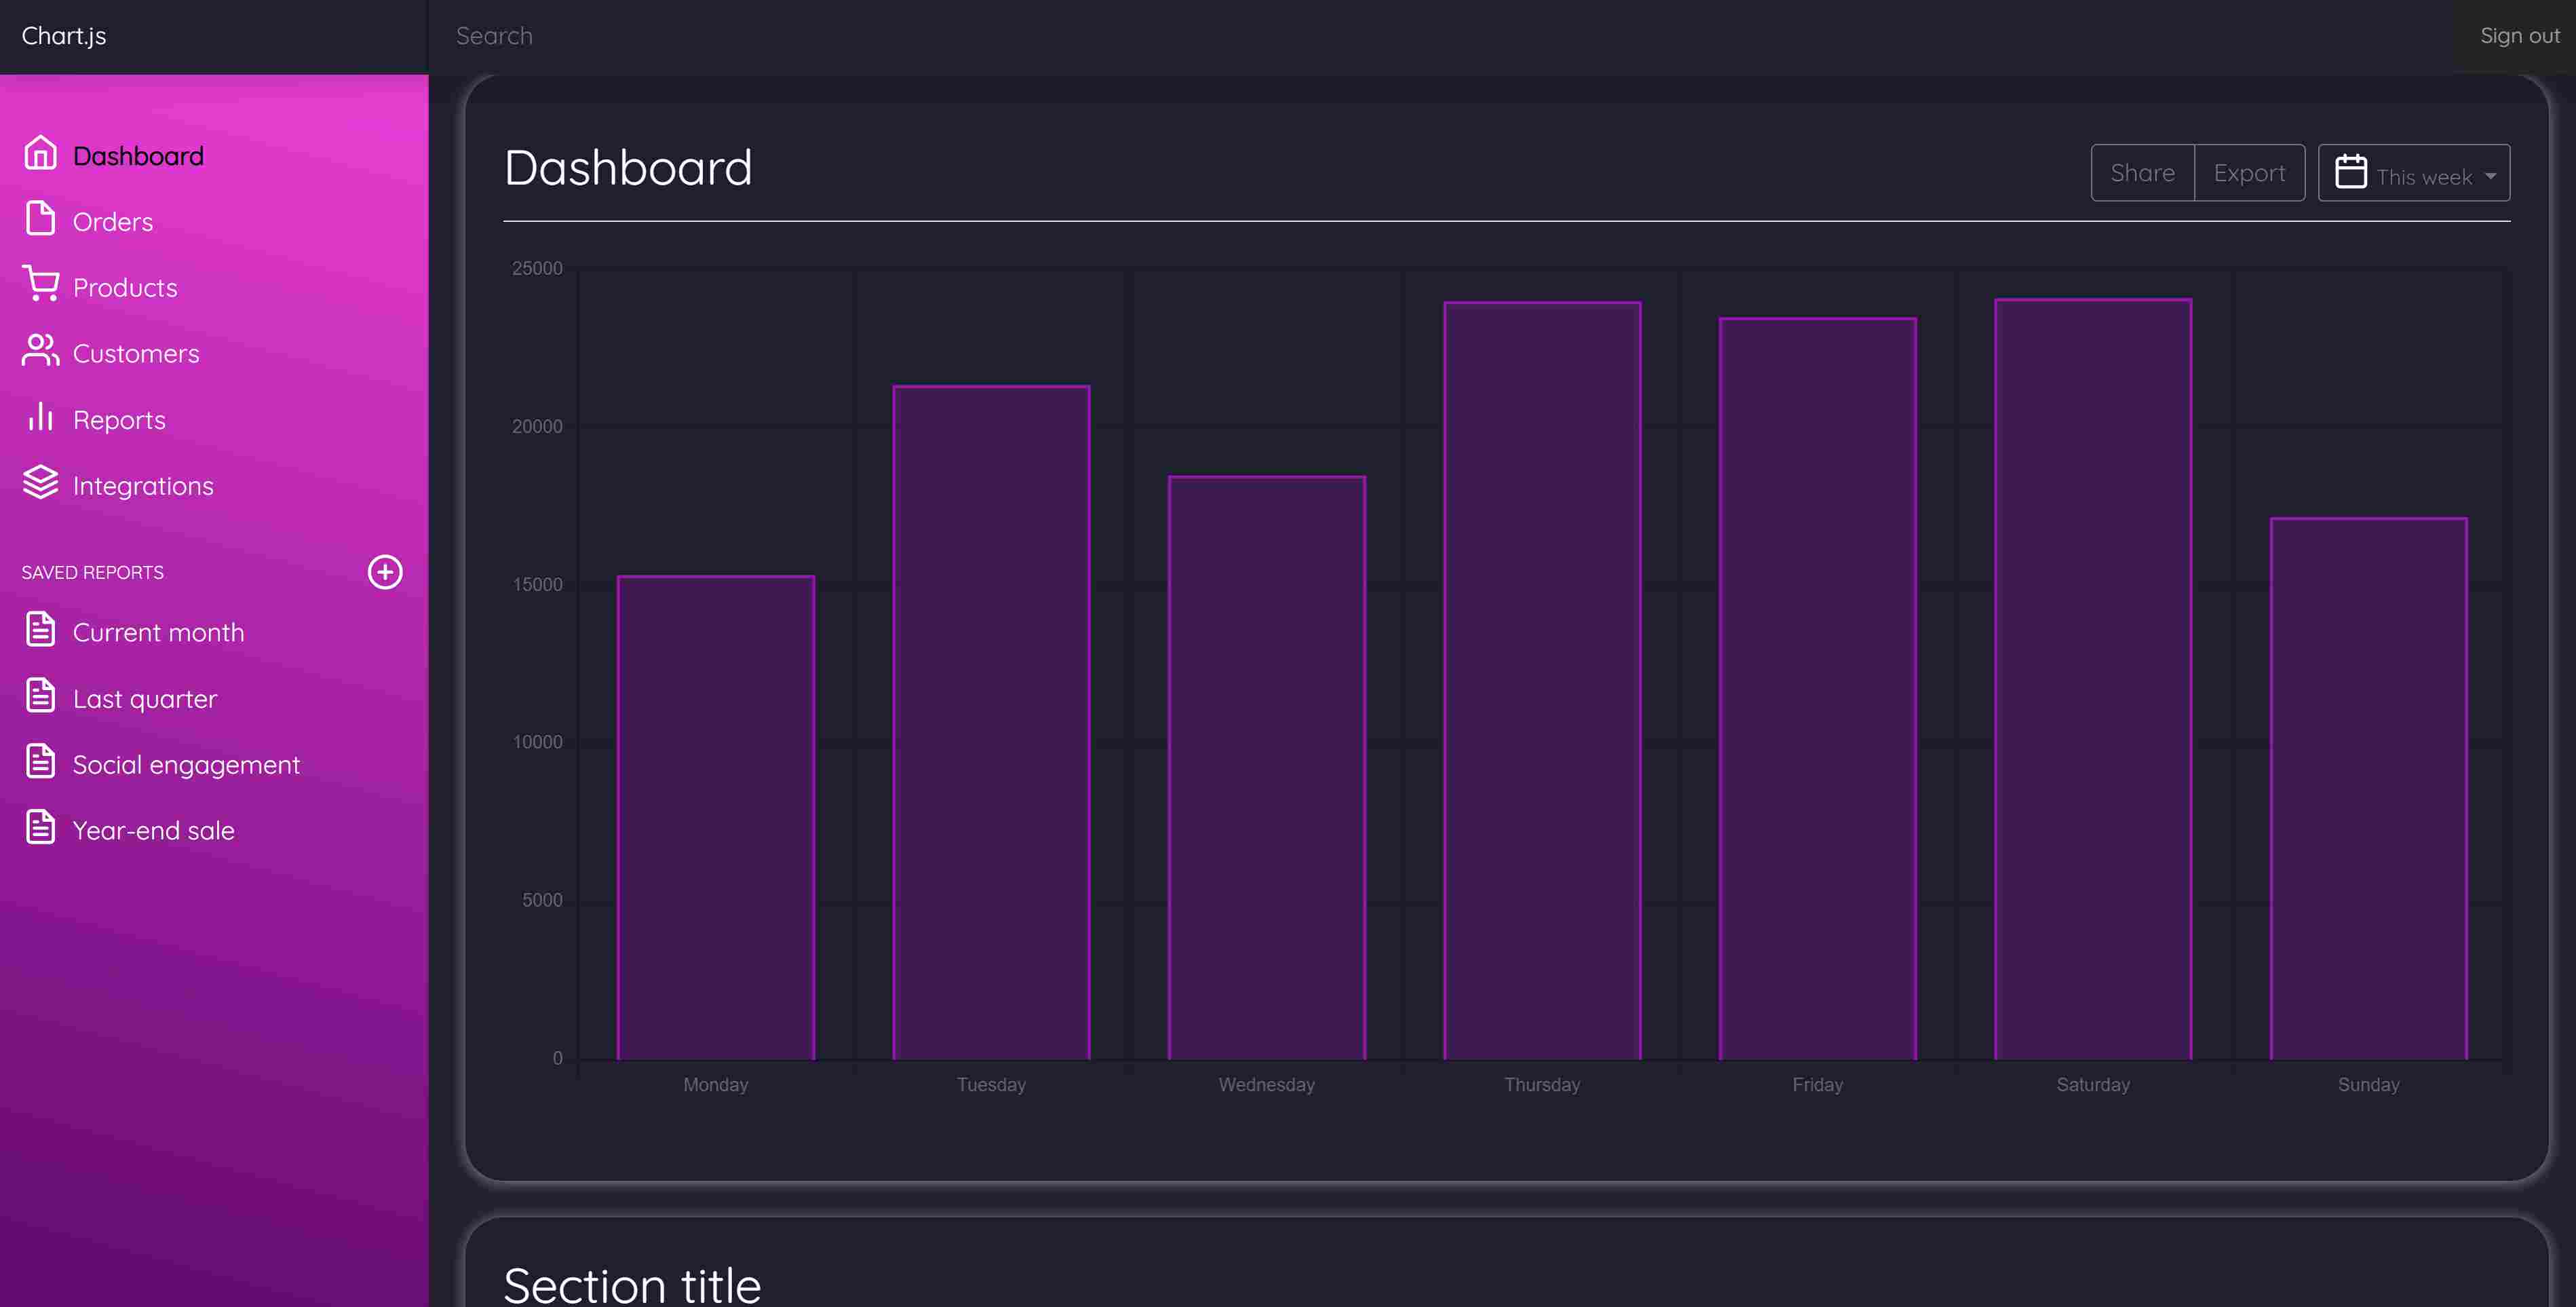 Chart.js
Search
Sign out
Dashboard
Orders
Products
Customers
Reports
Integrations
SAVED REPORTS
Current month
Last quarter
Social engagement
Year-end sale
Dashboard
Share
Export
This week
25000
20000
15000
10000
5000
0
Monday Tuesday Wednesday Thursday Friday Saturday Sunday
Section title